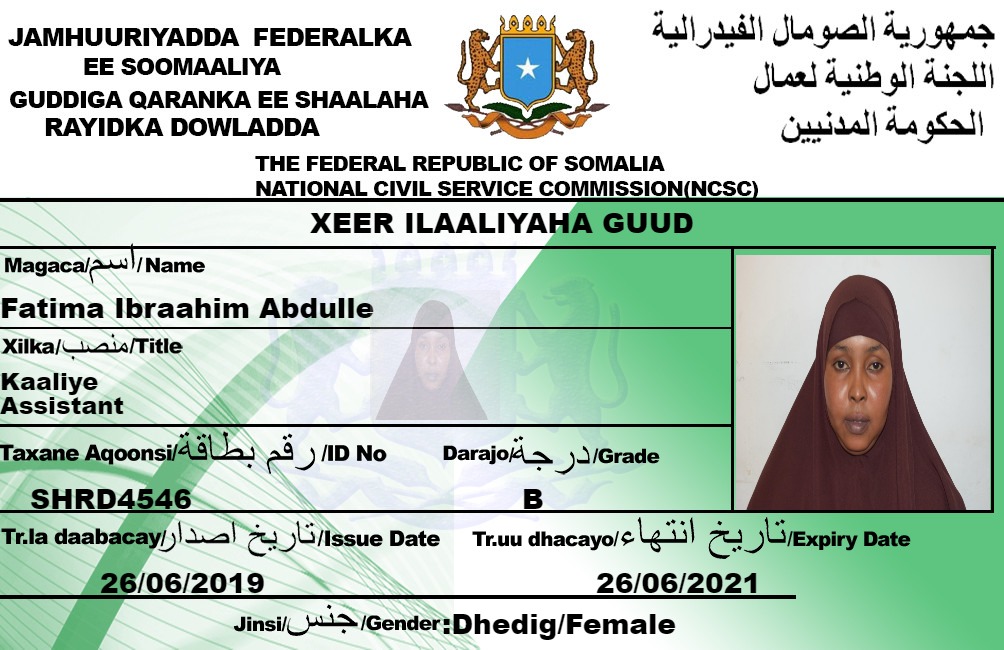 JAMHUURIYADDA FEDERALKA
EE SOOMAALIYA
GUDDIGA QARANKA EE SHAALAHA
RAYIDKA DOWLADDA
جمهورية الصومال الفيدرالية
اللجنة الوطنية لعمال
الحكومة المدنيين
THE FEDERAL REPUBLIC OF SOMALIA
NATIONAL CIVIL SERVICE COMMISSION(NCSC)
XEER ILAALIYAHA GUUD
Magaca/اسم/Name
Fatima Ibraahim Abdulle
Xilka/منصب/Title
Kaaliye
Assistant
Taxane Aqoonsi/رقم بطاقة/ID No
SHRD4546
Darajo/درجة/Grade
B
Tr.la daabacay/تاريخ اصدار/Issue Date
26/06/2019
Tr.uu dhacayo/تاريخ انتهاء/Expiry Date
26/06/2021
Jinsi/جنس/Gender:Dhedig/Female